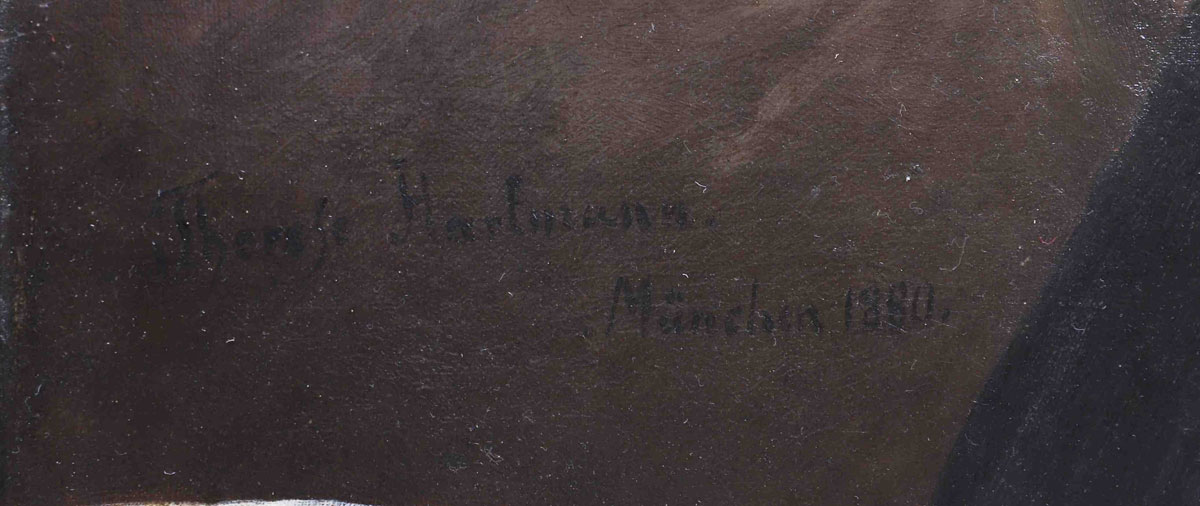 Therese Hartmann.
München 1880.